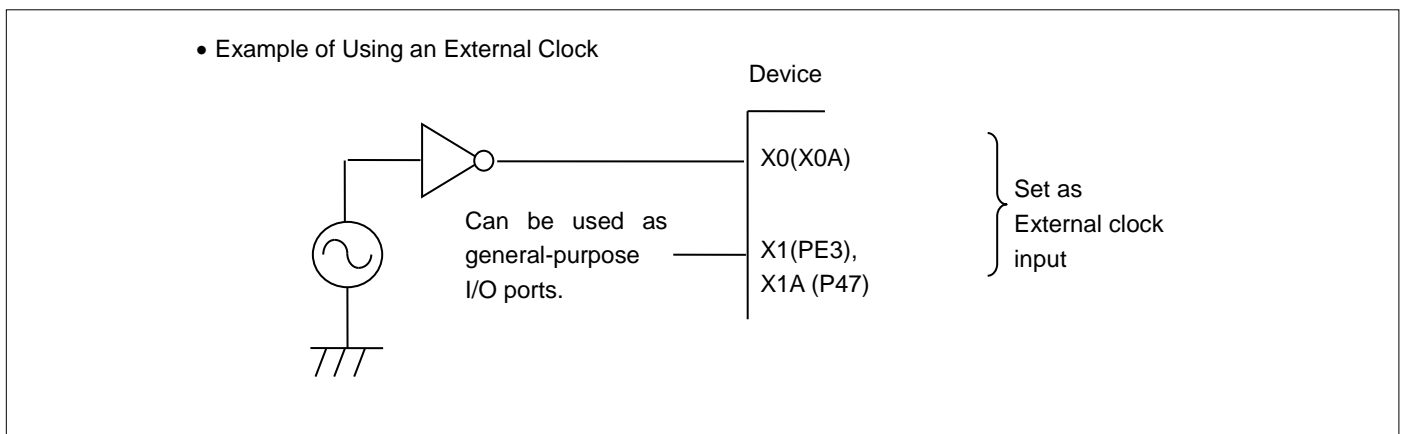 • Example of Using an External Clock
Device
X0(X0A)
Can be used as
general-purpose
I/O ports.
X1(PE3),
X1A (P47)
Set as
External clock
input